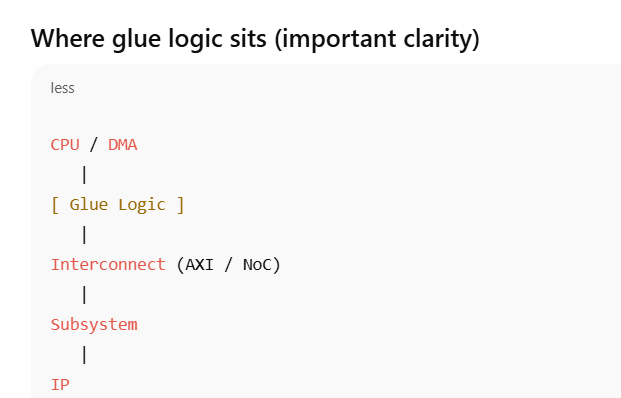 Where glue logic sits (important clarity)
less
CPU / DMA
|
[ Glue Logic ]
|
Interconnect (AXI / NoC)
|
Subsystem
|
IP